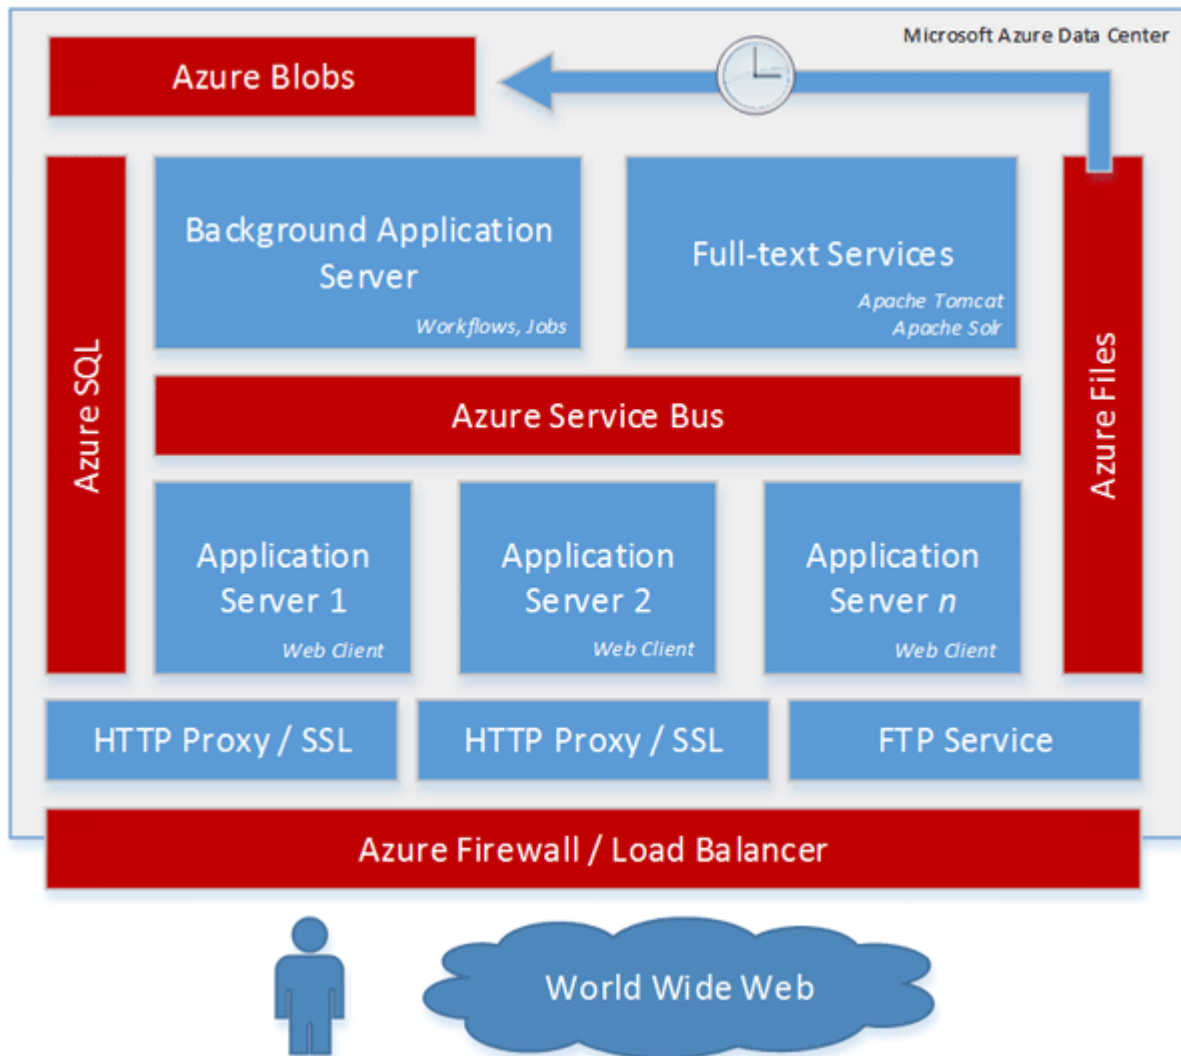 Microsoft Azure Data Center
Azure Blobs
Azure SQL
Background Application
Server
Workflows, Jobs
Full-text Services
Apache Tomcat
Apache Solr
Azure Files
Azure Service Bus
Application
Server 1
Web Client
Application
Server 2
Web Client
Application
Server n
Web Client
HTTP Proxy / SSL
HTTP Proxy / SSL
FTP Service
Azure Firewall / Load Balancer
World Wide Web